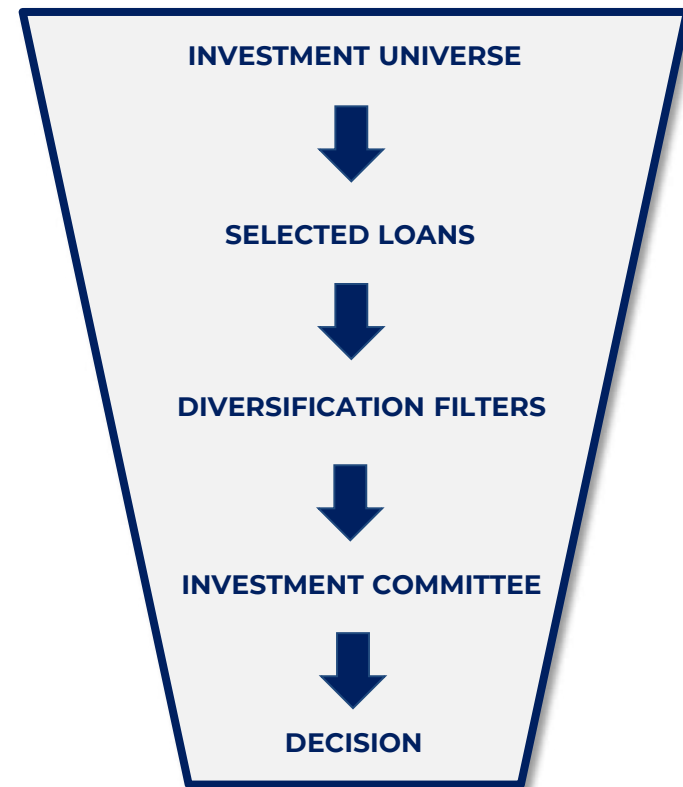 INVESTMENT UNIVERSE
SELECTED LOANS
DIVERSIFICATION FILTERS
INVESTMENT COMMITTEE
DECISION